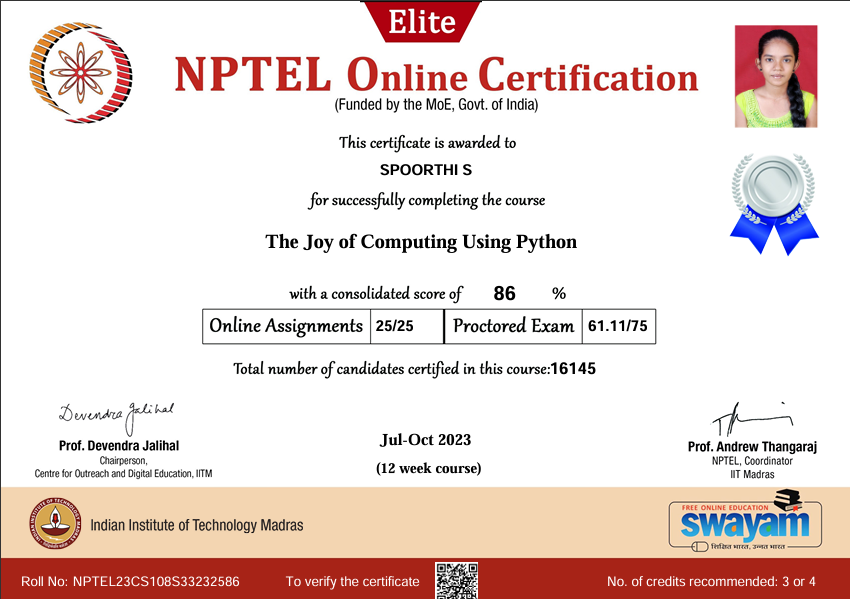 Elite
NPTEL Online Certification
(Funded by the MoE, Govt. of India)
This certificate is awarded to
SPOORTHI S
for successfully completing the course
The Joy of Computing Using Python
with a consolidated score of 86 %
Online Assignments 25/25 Proctored Exam 61.11/75
Total number of candidates certified in this course:16145
Devendra Jalihal
Prof. Devendra Jalihal
Chairperson,
Centre for Outreach and Digital Education, IITM
Jul-Oct 2023
(12 week course)
Prof. Andrew Thangaraj
NPTEL, Coordinator
IIT Madras
Indian Institute of Technology Madras
FREE ONLINE EDUCATION
swayam
शिक्षित भारत, उन्नत भारत
Roll No: NPTEL23CS108S33232586
To verify the certificate
No. of credits recommended: 3 or 4